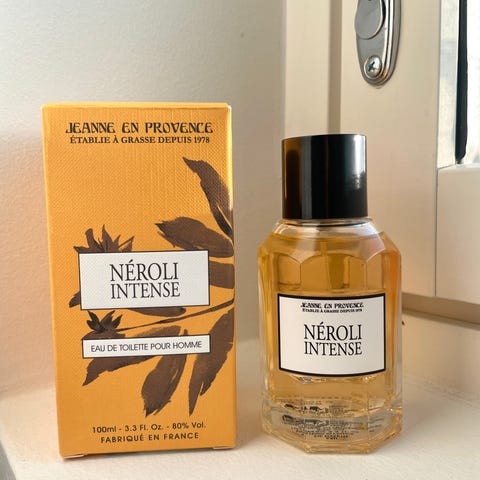 JEANNE EN PROVENCE
ÉTABLIE À GRASSE DEPUIS 1978
NÉROLI
INTENSE
EAU DE TOILETTE POUR HOMME
100ml - 3.3 Fl. Oz. - 80% Vol.
FABRIQUÉ EN FRANCE
JEANNE EN PROVENCE
ÉTABLIE À GRASSE DEPUIS 1978
NÉROLI
INTENSE